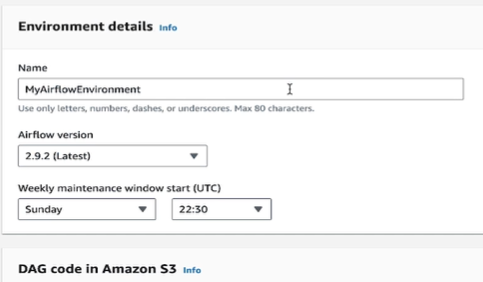 Environment details Info
Name
MyAirflowEnvironment
Use only letters, numbers, dashes, or underscores. Max 80 characters.
Airflow version
2.9.2 (Latest)
Weekly maintenance window start (UTC)
Sunday 22:30
DAG code in Amazon S3 Info